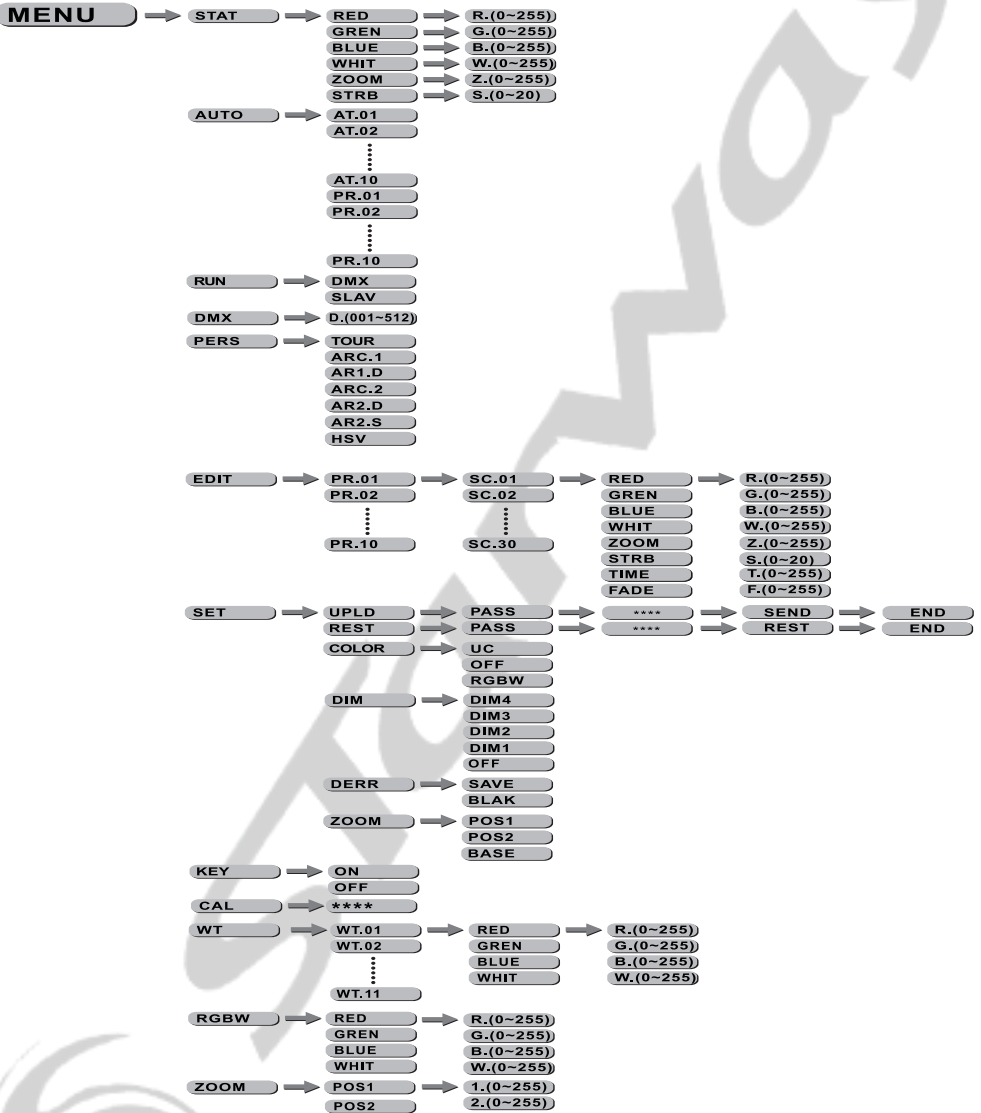 MENU STAT RED R.(0~255)
GREN G.(0~255)
BLUE B.(0~255)
WHIT W.(0~255)
ZOOM Z.(0~255)
STRB S.(0~20)
AUTO AT.01
AT.02
AT.10
PR.01
PR.02
PR.10
RUN DMX
SLAV
DMX D.(001~512)
PERS TOUR
ARC.1
AR1.D
ARC.2
AR2.D
AR2.S
HSV
EDIT PR.01 SC.01 RED R.(0~255)
PR.02 SC.02 GREN G.(0~255)
BLUE B.(0~255)
WHIT W.(0~255)
PR.10 SC.30 ZOOM Z.(0~255)
STRB S.(0~20)
TIME T.(0~255)
FADE F.(0~255)
SET UPLD PASS **** SEND END
REST PASS **** REST END
COLOR UC
OFF
RGBW
DIM DIM4
DIM3
DIM2
DIM1
OFF
DERR SAVE
BLAK
ZOOM POS1
POS2
BASE
KEY ON
OFF
CAL ****
WT WT.01 RED R.(0~255)
WT.02 GREN G.(0~255)
BLUE B.(0~255)
WHIT W.(0~255)
WT.11
RGBW RED R.(0~255)
GREN G.(0~255)
BLUE B.(0~255)
WHIT W.(0~255)
ZOOM POS1 1.(0~255)
POS2 2.(0~255)
starway